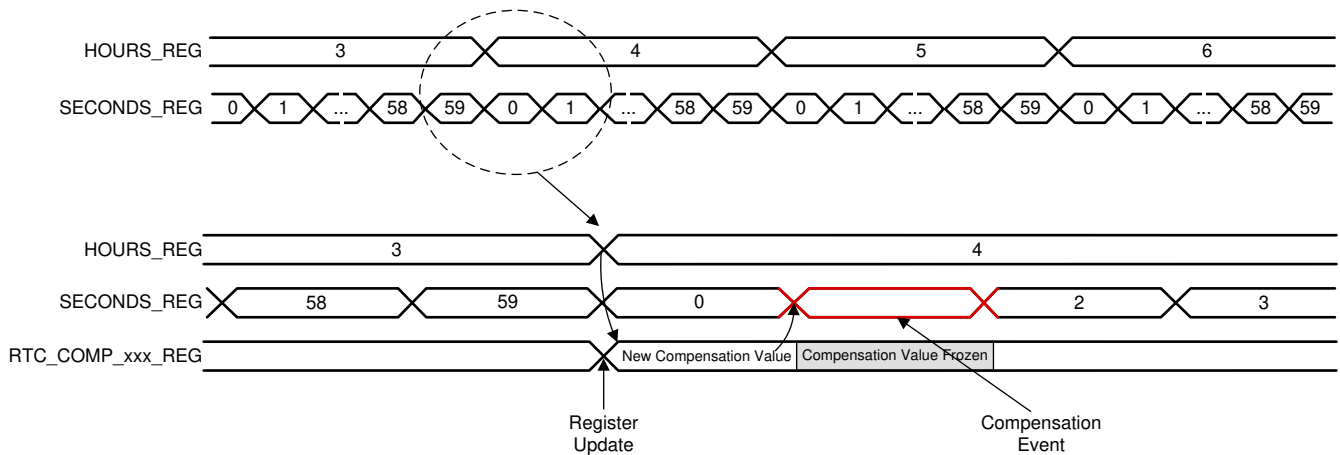 HOURS_REG 3 4 5 6
SECONDS_REG 0 1 ... 58 59 0 1 ... 58 59 0 1 ... 58 59 0 1 ... 58 59
HOURS_REG 3 4
SECONDS_REG 58 59 0 2 3
RTC_COMP_xxx_REG New Compensation Value Compensation Value Frozen
Register
Update
Compensation
Event